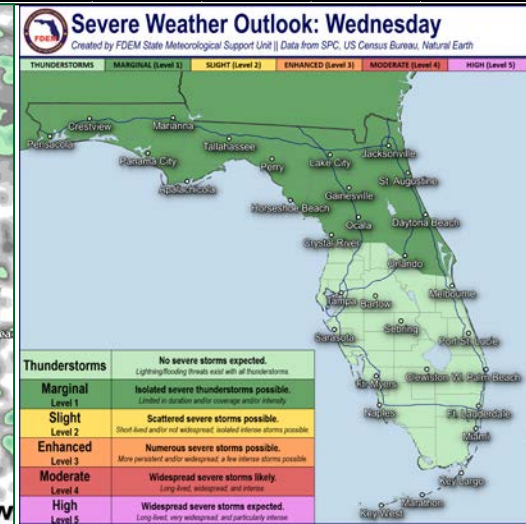 FDEM
Severe Weather Outlook: Wednesday
Created by FDEM State Meteorological Support Unit || Data from SPC, US Census Bureau, Natural Earth
THUNDERSTORMS MARGINAL (Level 1) SLIGHT (Level 2) ENHANCED (Level 3) MODERATE (Level 4) HIGH (Level 5)
Crestview
Marianna
Pensacola
Panama City
Tallahassee
Apalachicola
Perry
Lake City
Jacksonville
St. Augustine
Gainesville
Horseshoe Beach
Ocala
Daytona Beach
Crystal River
Orlando
Melbourne
Tampa
Bartow
Sebring
Sarasota
Fort St. Lucie
Ft. Myers
Clewiston
W. Palm Beach
Naples
Ft. Lauderdale
Miami
Key Largo
Marathon
Key West
Thunderstorms
No severe storms expected.
Lightning/flooding threats exist with all thunderstorms.
Marginal
Level 1
Isolated severe thunderstorms possible.
Limited in duration and/or coverage and/or intensity.
Slight
Level 2
Scattered severe storms possible.
Short-lived and/or not widespread, isolated intense storms possible
Enhanced
Level 3
Numerous severe storms possible.
More persistent and/or widespread, a few intense storms possible
Moderate
Level 4
Widespread severe storms likely.
Long-lived, widespread, and intense
High
Level 5
Widespread severe storms expected.
Long-lived, very widespread, and particularly intense.